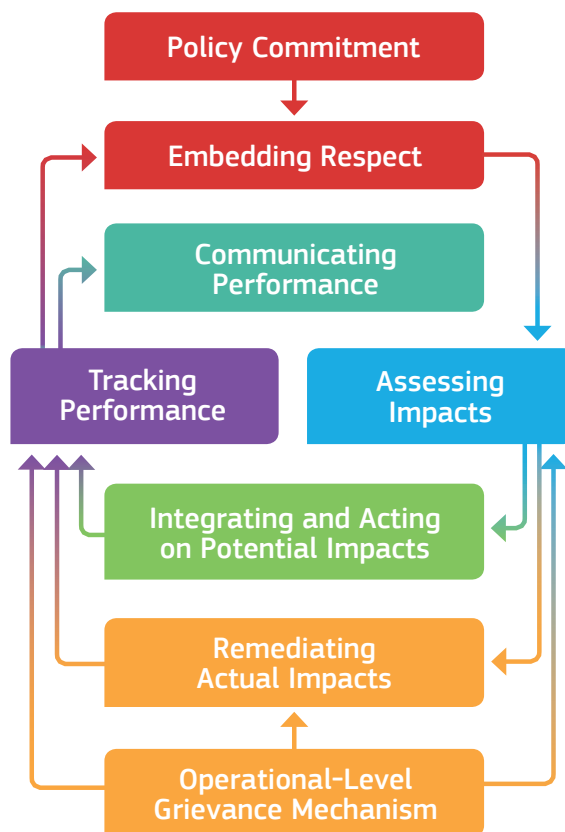 Policy Commitment
Embedding Respect
Communicating
Performance
Tracking
Performance
Assessing
Impacts
Integrating and Acting
on Potential Impacts
Remediating
Actual Impacts
Operational-Level
Grievance Mechanism